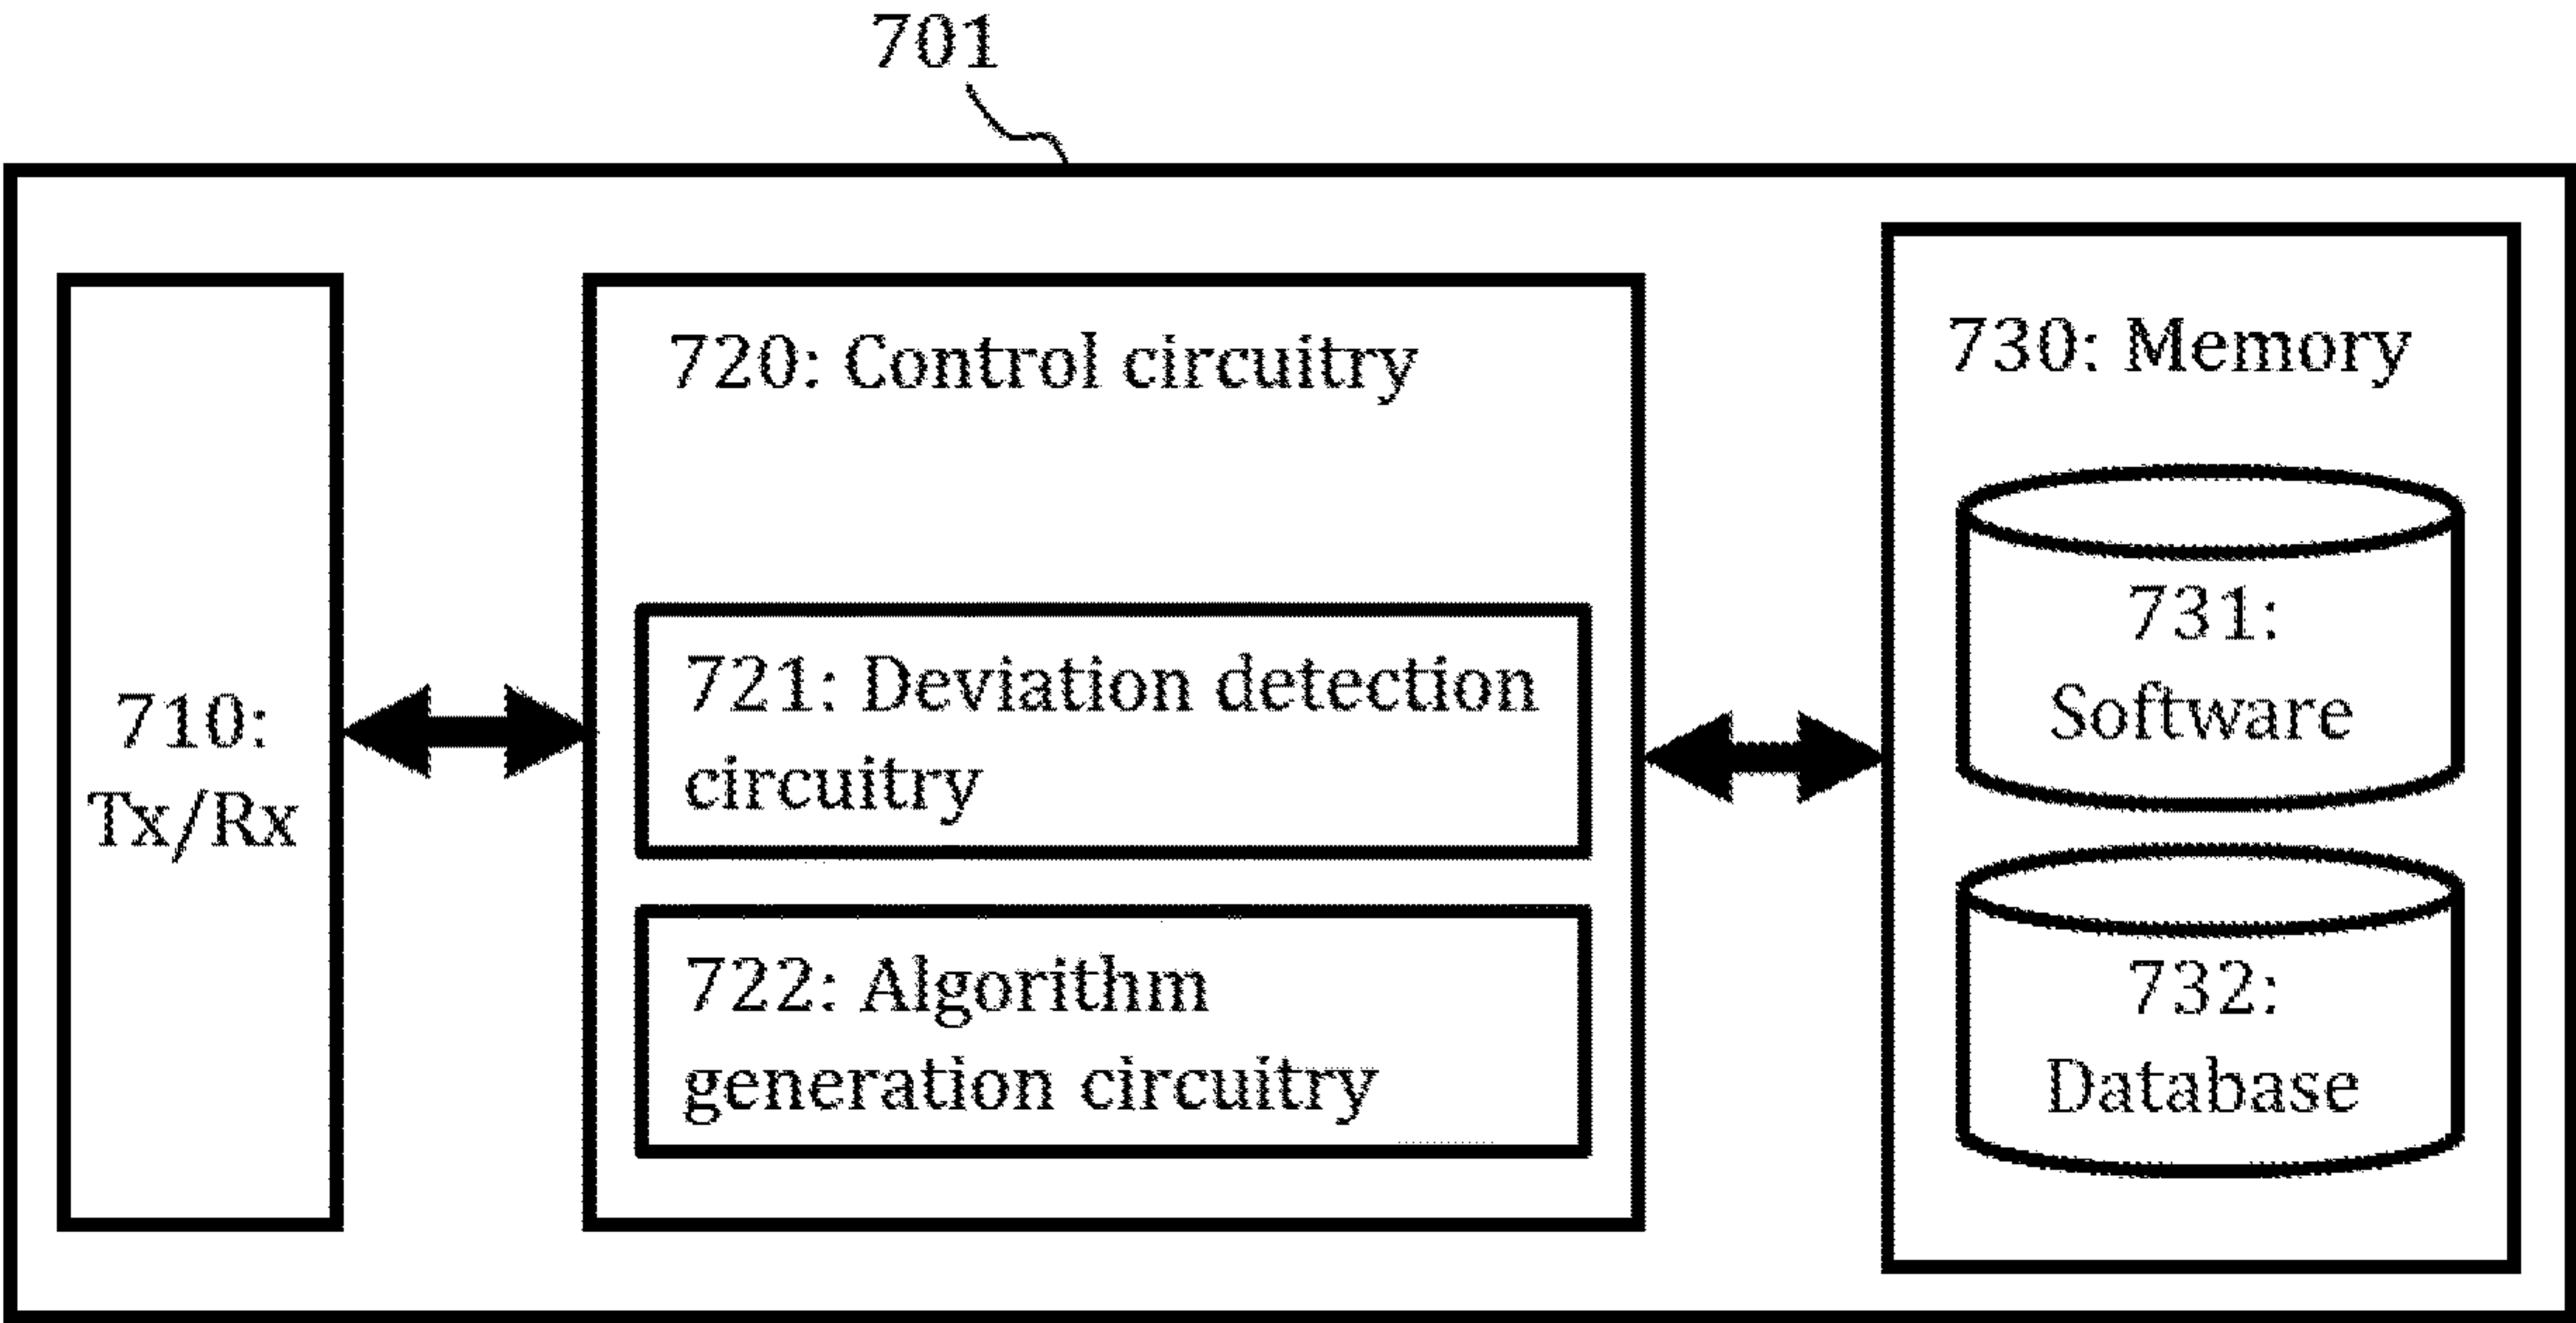 701
710:
Tx/Rx
720: Control circuitry
721: Deviation detection
circuitry
722: Algorithm
generation circuitry
730: Memory
731:
Software
732:
Database